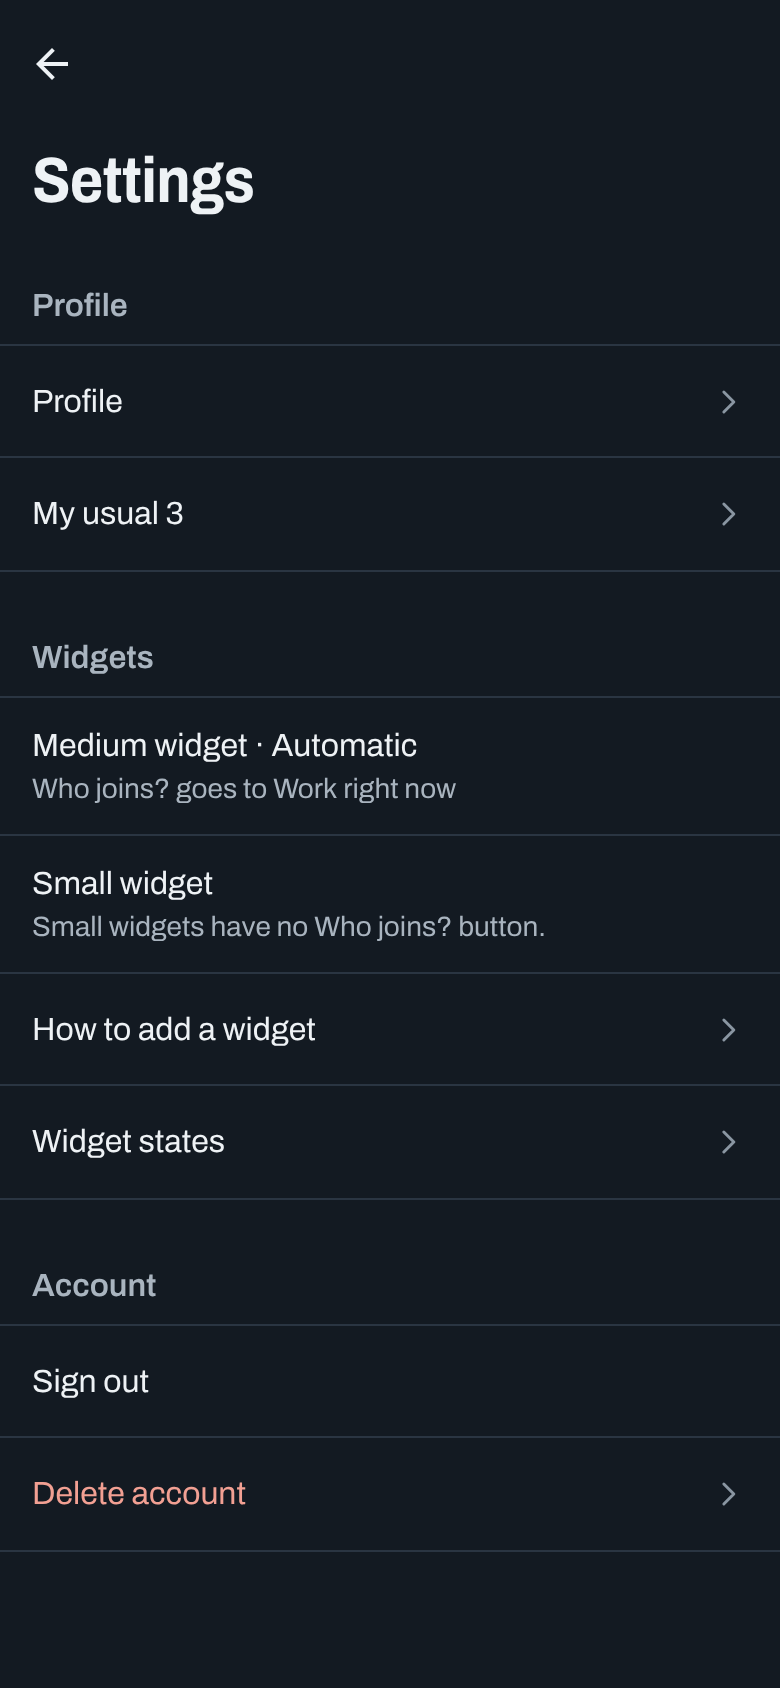 Settings
Profile
Profile
My usual 3
Widgets
Medium widget · Automatic
Who joins? goes to Work right now
Small widget
Small widgets have no Who joins? button.
How to add a widget
Widget states
Account
Sign out
Delete account